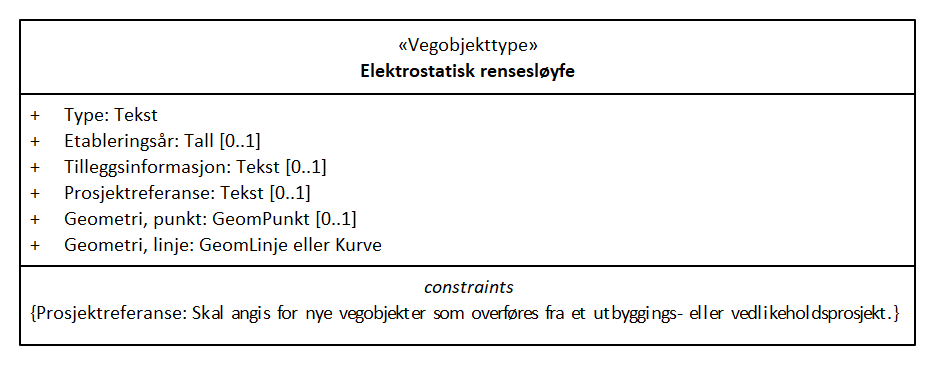 «Vegobjekttype»
Elektrostatisk rensesløyfe
+ Type: Tekst
+ Etableringsår: Tall [0..1]
+ Tilleggsinformasjon: Tekst [0..1]
+ Prosjektreferanse: Tekst [0..1]
+ Geometri, punkt: GeomPunkt [0..1]
+ Geometri, linje: GeomLinje eller Kurve
constraints
{Prosjektreferanse: Skal angis for nye vegobjekter som overføres fra et utbyggings- eller vedlikeholdsprosjekt.}